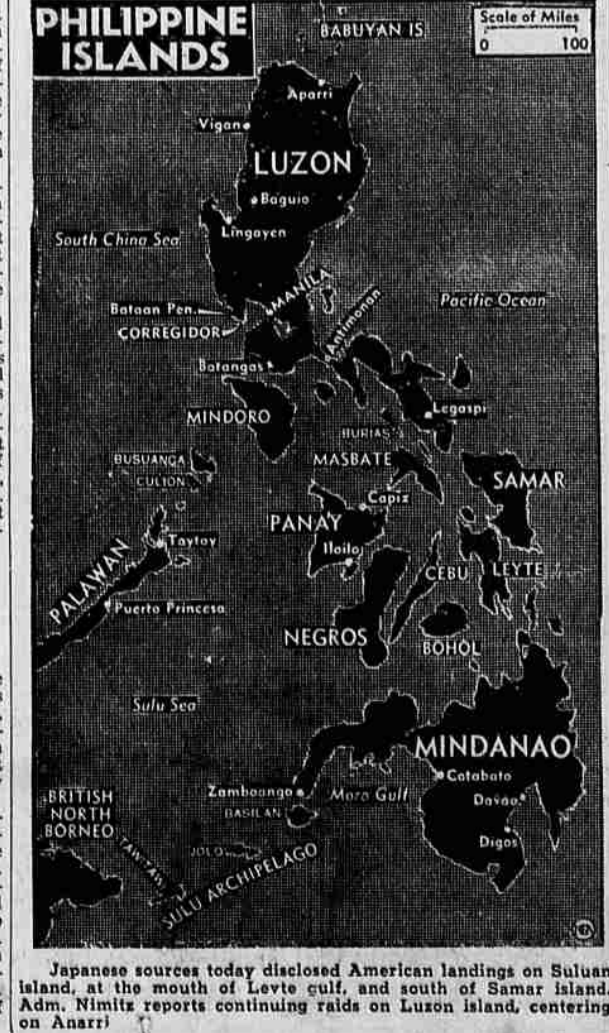 PHILIPPINE
ISLANDS
Scale of Miles
0 100
BABUYAN IS
Aparri
Vigan
LUZON
Baguio
Lingayen
South China Sea
MANILA
Pacific Ocean
Bataan Pen.
CORREGIDOR
Antimonan
Batangas
MINDORO
Legaspi
BURIAS
MASBATE
BUSUANGA
CULION
SAMAR
Capiz
PANAY
Taytay
Iloilo
PALAWAN
CEBU
LEYTE
Puerto Princesa
NEGROS
BOHOL
Sulu Sea
MINDANAO
Cotabato
Zamboanga
Moro Gulf
Davao
BASILAN
BRITISH
NORTH
BORNEO
Digos
JOLO
TAWI TAWI
SULU ARCHIPELAGO
Japanese sources today disclosed American landings on Suluan
island, at the mouth of Leyte gulf, and south of Samar island.
Adm. Nimitz reports continuing raids on Luzon island, centering
on Aparri